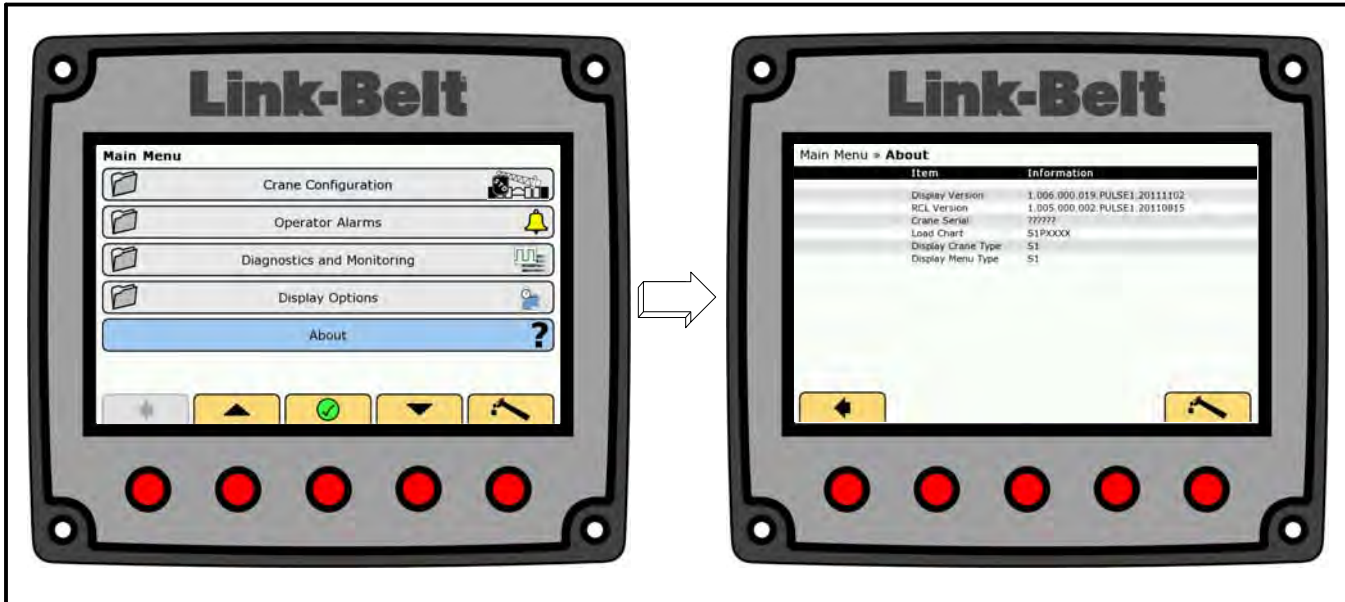 Link-Belt
Main Menu
Crane Configuration
Operator Alarms
Diagnostics and Monitoring
Display Options
About
?
Link-Belt
Main Menu » About
Item Information
Display Version 1.006.000.019.PULSE1.20111102
RCL Version 1.005.000.002.PULSE1.20110815
Crane Serial ??????
Load Chart S1PXXXX
Display Crane Type S1
Display Menu Type S1